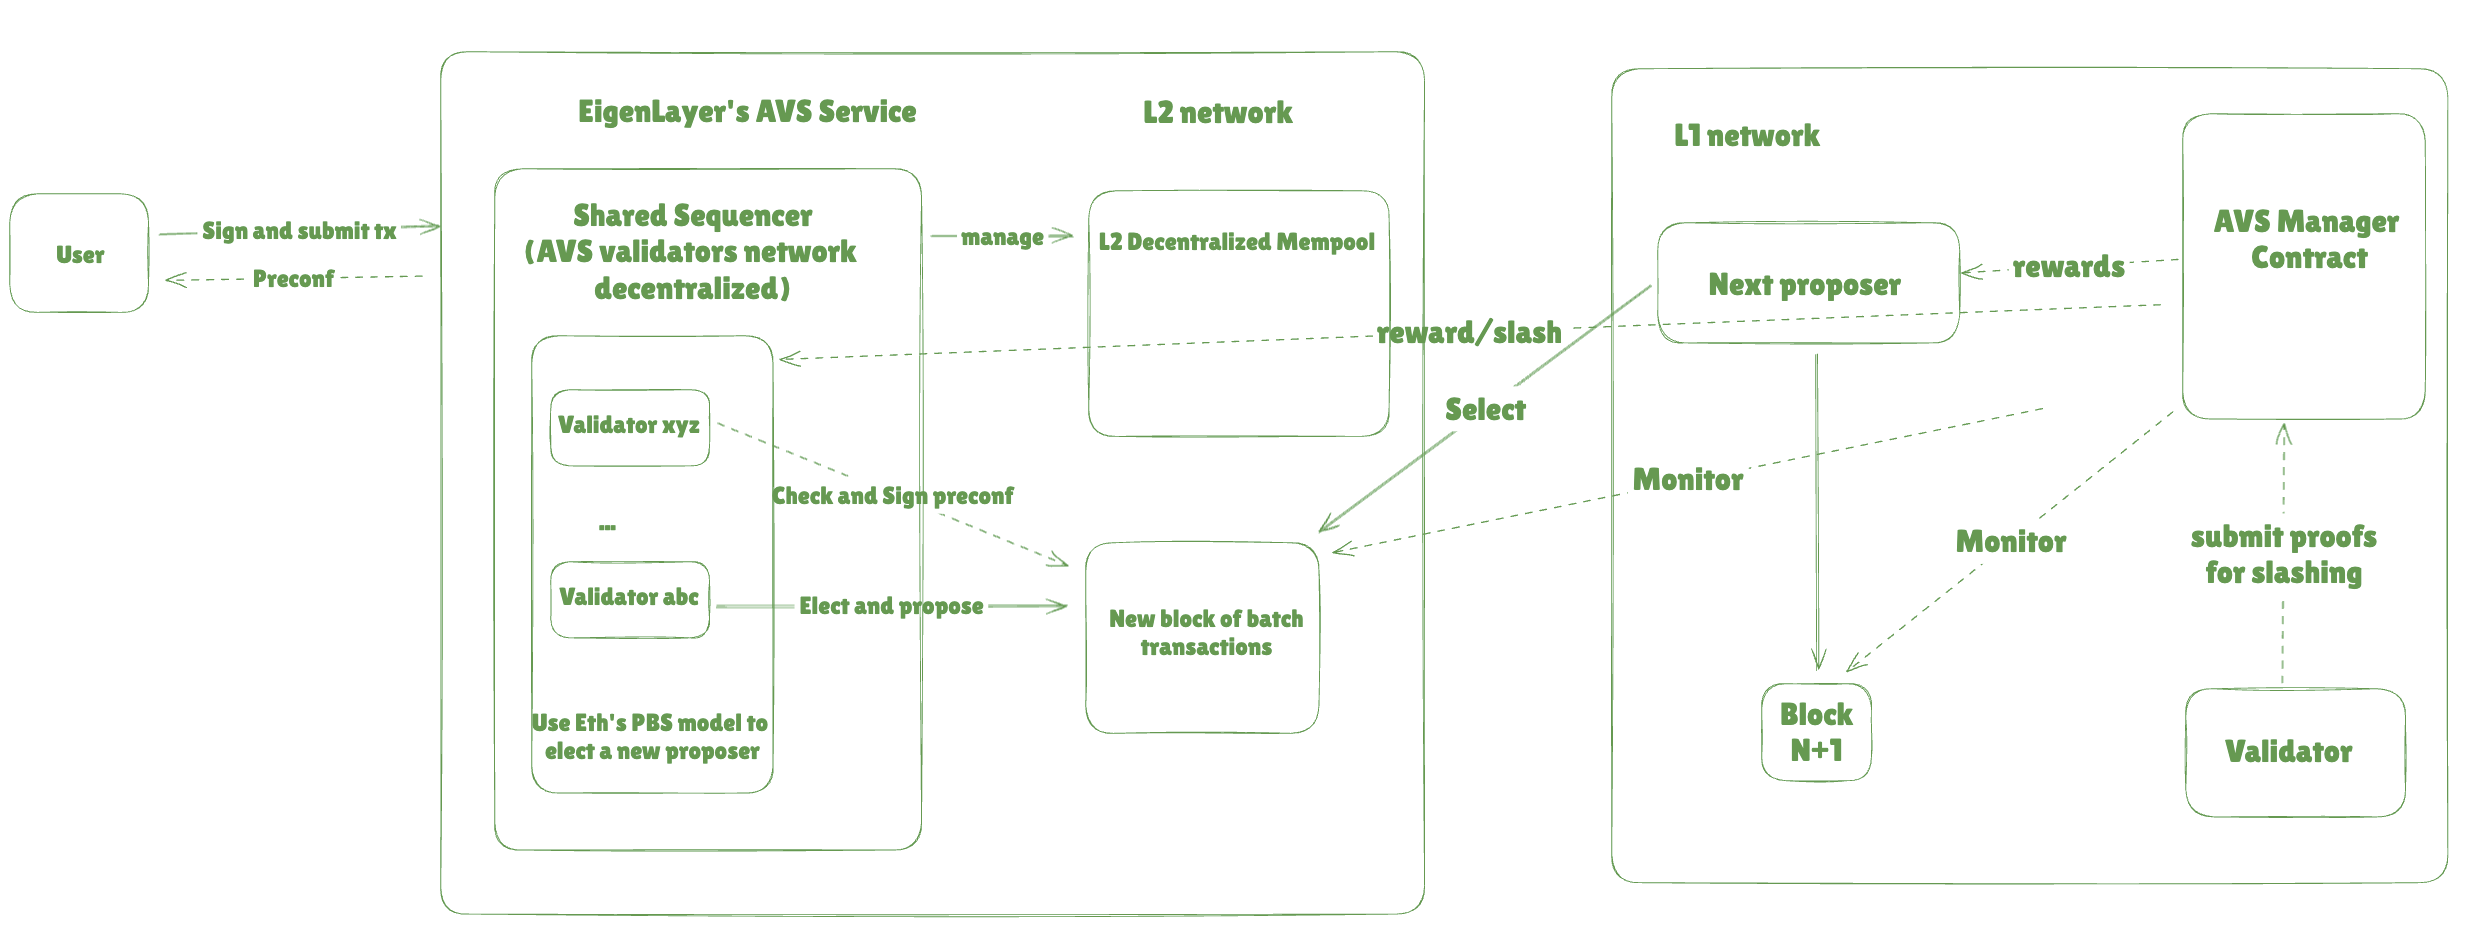 EigenLayer's AVS Service
L2 network
L1 network
User
Sign and submit tx
Preconf
Shared Sequencer
(AVS validators network
decentralized)
manage
L2 Decentralized Mempool
Next proposer
rewards
AVS Manager
Contract
reward/slash
Select
Validator xyz
Check and Sign preconf
...
Validator abc
Elect and propose
New block of batch
transactions
Use Eth's PBS model to
elect a new proposer
Monitor
Monitor
submit proofs
for slashing
Block
N+1
Validator